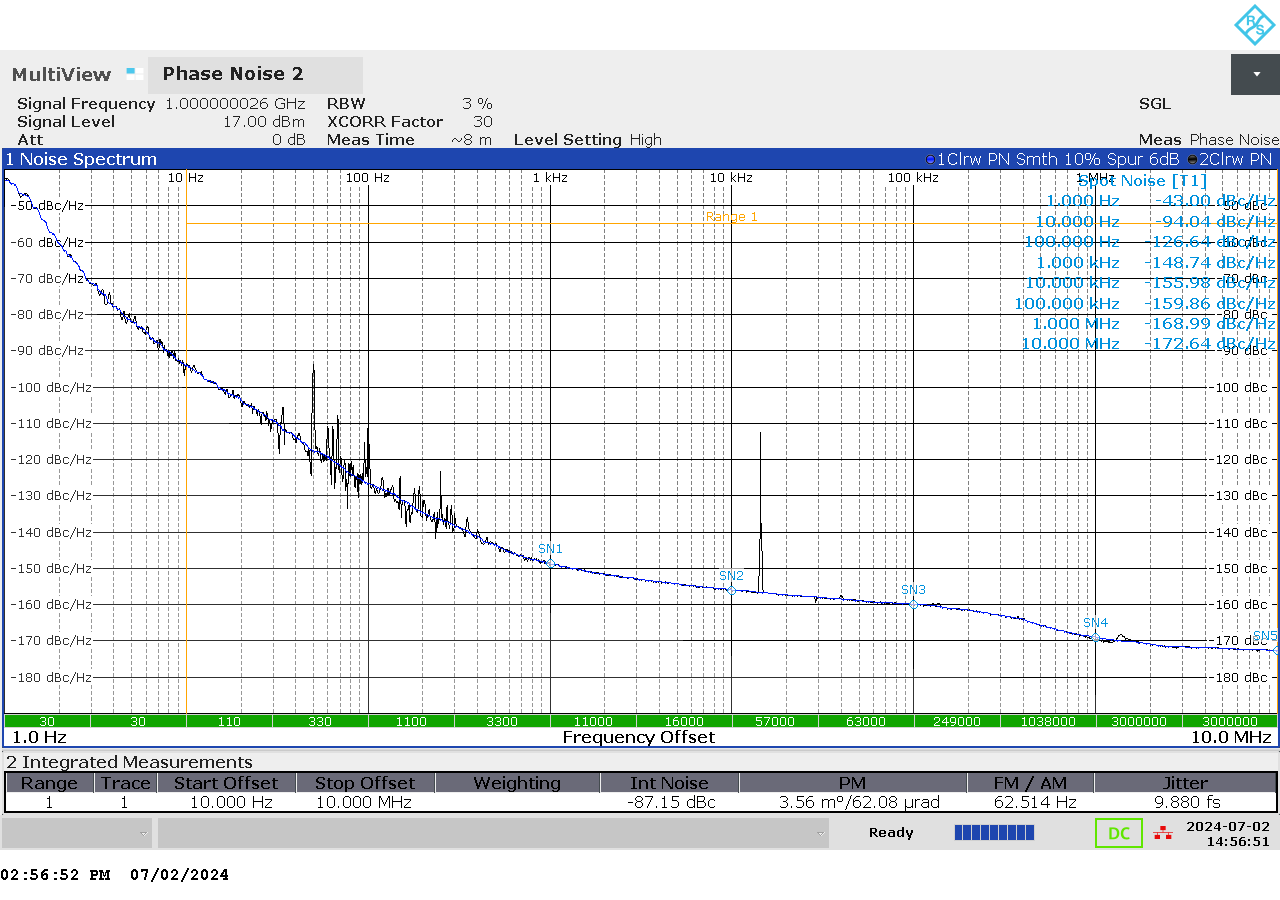 R&S
MultiView Phase Noise 2
Signal Frequency 1.000000026 GHz RBW 3 % SGL
Signal Level 17.00 dBm XCORR Factor 30
Att 0 dB Meas Time ~8 m Level Setting High Meas Phase Noise
1 Noise Spectrum 1Clrw PN Smth 10% Spur 6dB 2Clrw PN
10 Hz 100 Hz 1 kHz 10 kHz 100 kHz 1 MHz
Spot Noise [T1]
1.000 Hz -43.00 dBc/Hz
10.000 Hz -94.04 dBc/Hz
100.000 Hz -126.64 dBc/Hz
1.000 kHz -148.74 dBc/Hz
10.000 kHz -155.98 dBc/Hz
100.000 kHz -159.86 dBc/Hz
1.000 MHz -168.99 dBc/Hz
10.000 MHz -172.64 dBc/Hz
Range 1
-50 dBc/Hz -50 dBc
-60 dBc/Hz -60 dBc
-70 dBc/Hz -70 dBc
-80 dBc/Hz -80 dBc
-90 dBc/Hz -90 dBc
-100 dBc/Hz -100 dBc
-110 dBc/Hz -110 dBc
-120 dBc/Hz -120 dBc
-130 dBc/Hz -130 dBc
-140 dBc/Hz -140 dBc
-150 dBc/Hz -150 dBc
-160 dBc/Hz -160 dBc
-170 dBc/Hz -170 dBc
-180 dBc/Hz -180 dBc
SN1
SN2
SN3
SN4
SN5
30 30 110 330 1100 3300 11000 16000 57000 63000 249000 1038000 3000000 3000000
1.0 Hz Frequency Offset 10.0 MHz
2 Integrated Measurements
Range Trace Start Offset Stop Offset Weighting Int Noise PM FM / AM Jitter
1 1 10.000 Hz 10.000 MHz -87.15 dBc 3.56 m°/62.08 µrad 62.514 Hz 9.880 fs
Ready DC 2024-07-02
14:56:51
02:56:52 PM 07/02/2024